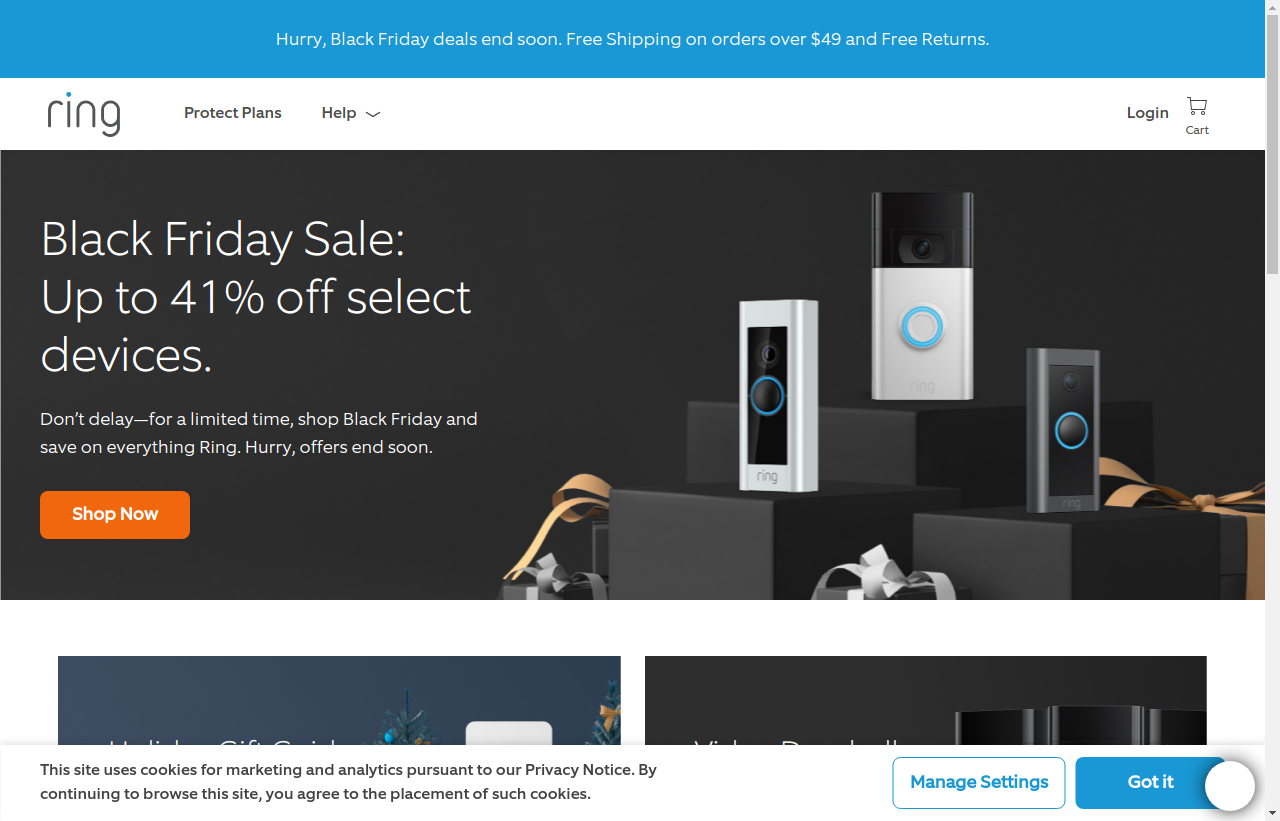 Hurry, Black Friday deals end soon. Free Shipping on orders over $49 and Free Returns.
ring
Protect Plans
Help
Login
Cart
Black Friday Sale:
Up to 41% off select
devices.
Don’t delay—for a limited time, shop Black Friday and
save on everything Ring. Hurry, offers end soon.
Shop Now
ring
ring
ring
This site uses cookies for marketing and analytics pursuant to our Privacy Notice. By
continuing to browse this site, you agree to the placement of such cookies.
Manage Settings
Got it